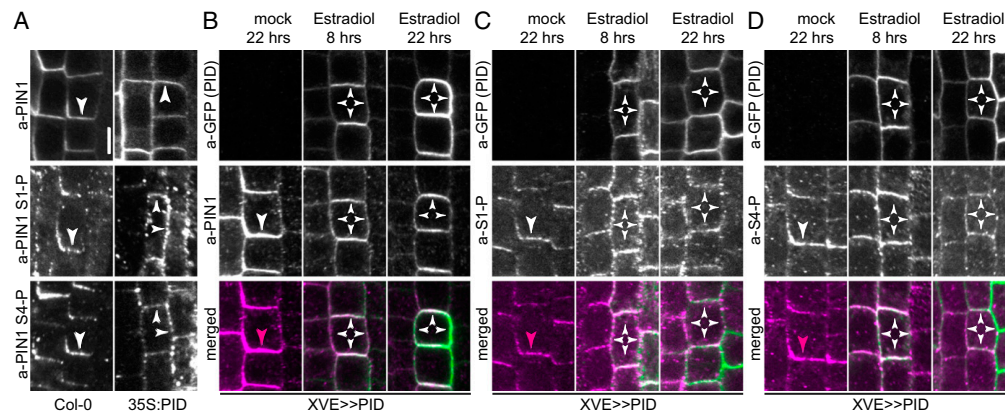 A
B
C
D
mock
22 hrs
Estradiol
8 hrs
Estradiol
22 hrs
mock
22 hrs
Estradiol
8 hrs
Estradiol
22 hrs
mock
22 hrs
Estradiol
8 hrs
Estradiol
22 hrs
a-PIN1
a-PIN1 S1-P
a-PIN1 S4-P
a-GFP (PID)
a-PIN1
merged
a-GFP (PID)
a-S1-P
merged
a-GFP (PID)
a-S4-P
merged
Col-0
35S:PID
XVE>>PID
XVE>>PID
XVE>>PID